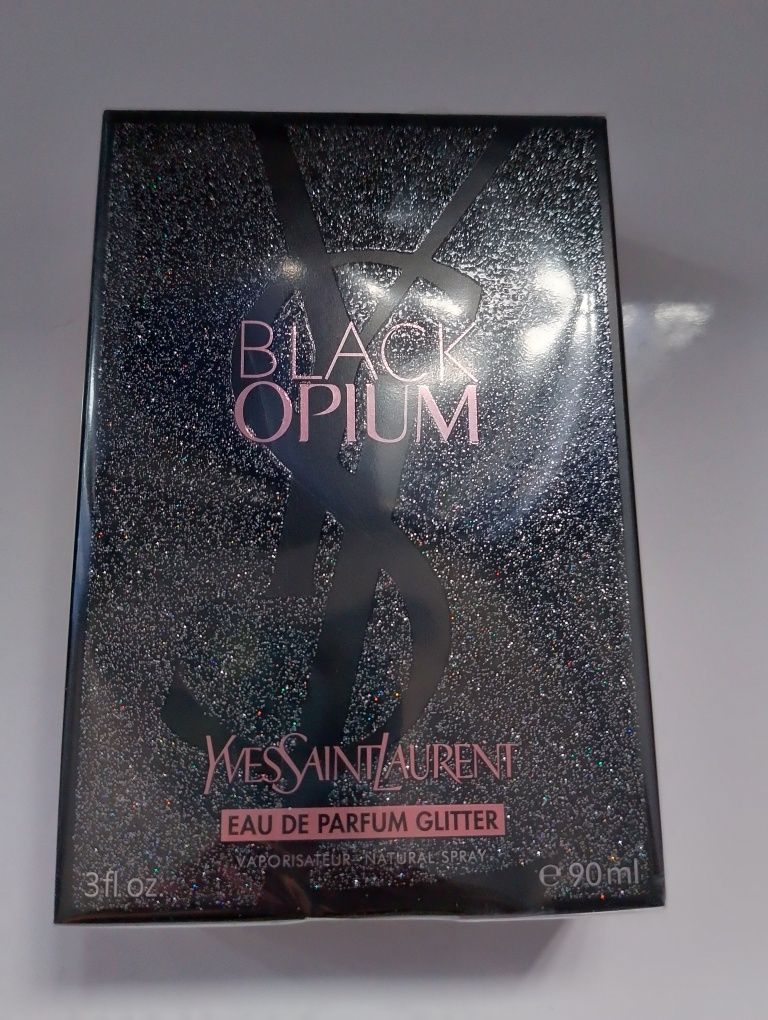 BLACK
OPIUM
YVESSAINTLAURENT
EAU DE PARFUM GLITTER
VAPORISATEUR - NATURAL SPRAY
3 fl oz
e 90 ml